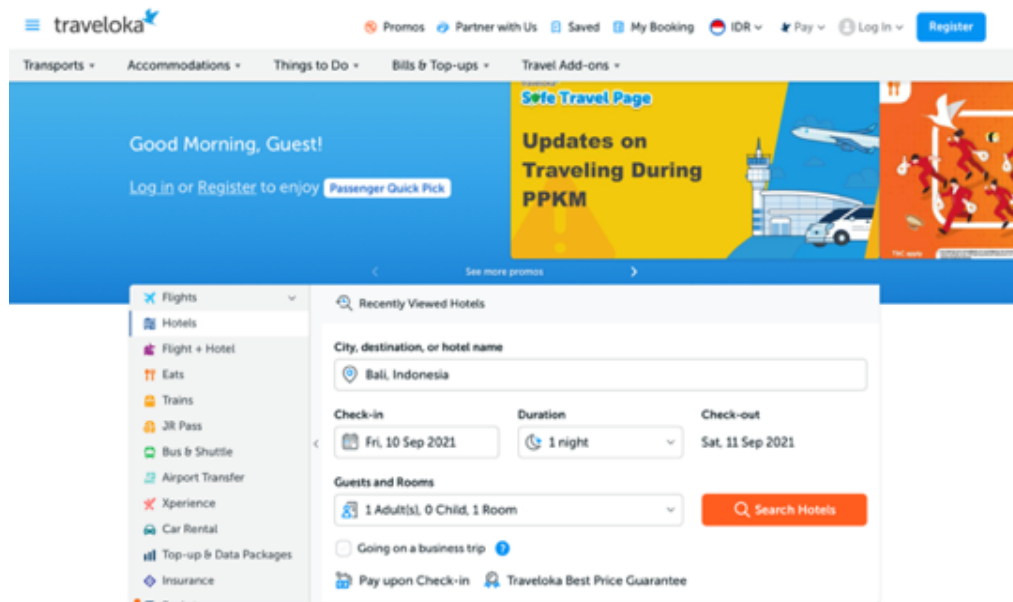 traveloka
Promos Partner with Us Saved My Booking IDR Pay Log In Register
Transports Accommodations Things to Do Bills & Top-ups Travel Add-ons
Good Morning, Guest!
Log in or Register to enjoy Passenger Quick Pick
traveloka
Safe Travel Page
Updates on
Traveling During
PPKM
See more promos
Flights
Hotels
Flight + Hotel
Eats
Trains
JR Pass
Bus & Shuttle
Airport Transfer
Xperience
Car Rental
Top-up & Data Packages
Insurance
Recently Viewed Hotels
City, destination, or hotel name
Bali, Indonesia
Check-in Duration Check-out
Fri, 10 Sep 2021 1 night Sat, 11 Sep 2021
Guests and Rooms
1 Adult(s), 0 Child, 1 Room Search Hotels
Going on a business trip
Pay upon Check-in Traveloka Best Price Guarantee